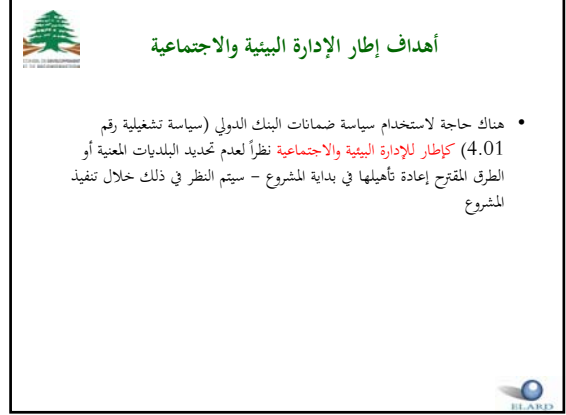 أهداف إطار الإدارة البيئية والاجتماعية
• هناك حاجة لاستخدام سياسة ضمانات البنك الدولي (سياسة تشغيلية رقم
4.01) كإطار للإدارة البيئية والاجتماعية نظراً لعدم تحديد البلديات المعنية أو
الطرق المقترح إعادة تأهيلها في بداية المشروع – سيتم النظر في ذلك خلال تنفيذ
المشروع
ELARD